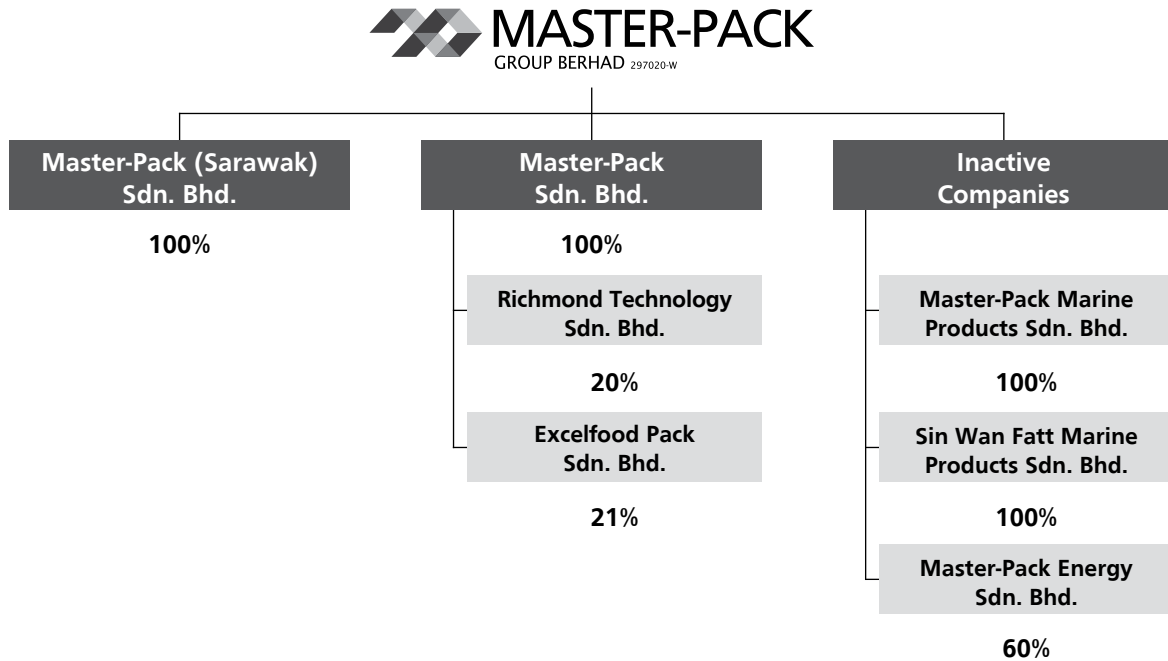 MASTER-PACK
GROUP BERHAD 297020-W
Master-Pack (Sarawak)
Sdn. Bhd.
100%
Master-Pack
Sdn. Bhd.
100%
Richmond Technology
Sdn. Bhd.
20%
Excelfood Pack
Sdn. Bhd.
21%
Inactive
Companies
Master-Pack Marine
Products Sdn. Bhd.
100%
Sin Wan Fatt Marine
Products Sdn. Bhd.
100%
Master-Pack Energy
Sdn. Bhd.
60%